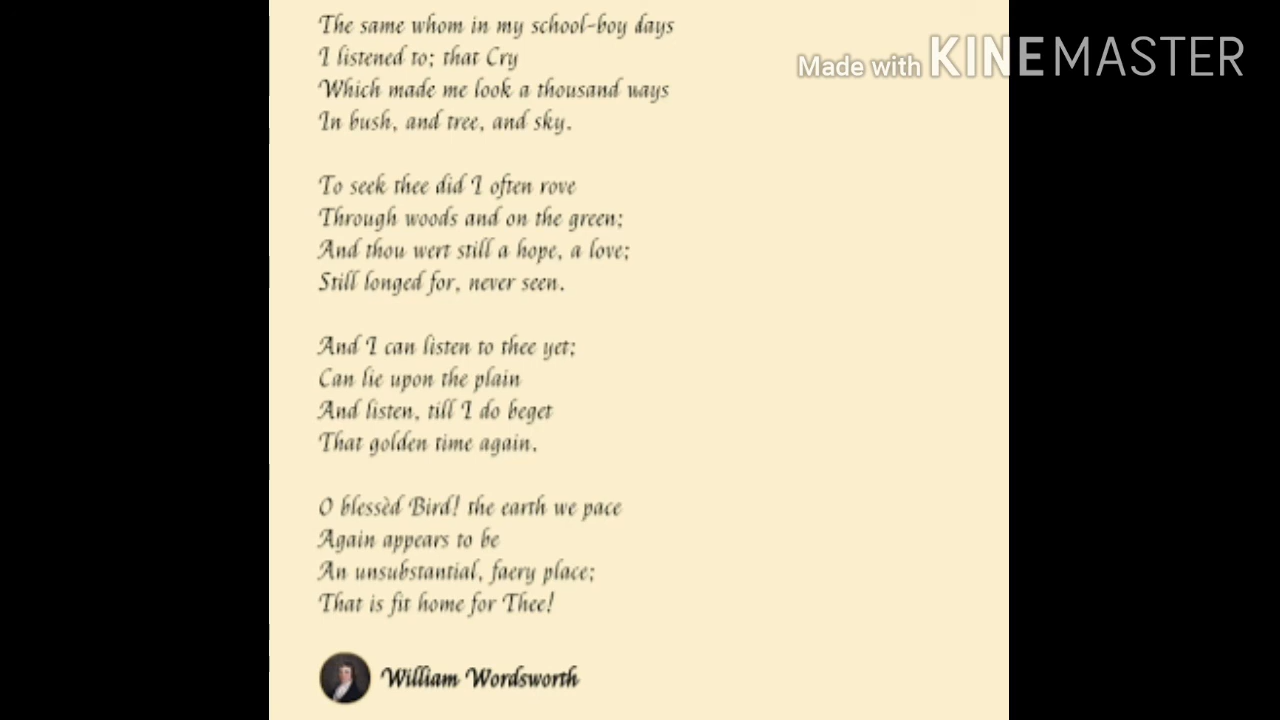 The same whom in my school-boy days
Made with KINEMASTER
I listened to; that Cry
Which made me look a thousand ways
In bush, and tree, and sky.
To seek thee did I often rove
Through woods and on the green;
And thou wert still a hope, a love;
Still longed for, never seen.
And I can listen to thee yet;
Can lie upon the plain
And listen, till I do beget
That golden time again.
O blessèd Bird! the earth we pace
Again appears to be
An unsubstantial, faery place;
That is fit home for Thee!
William Wordsworth